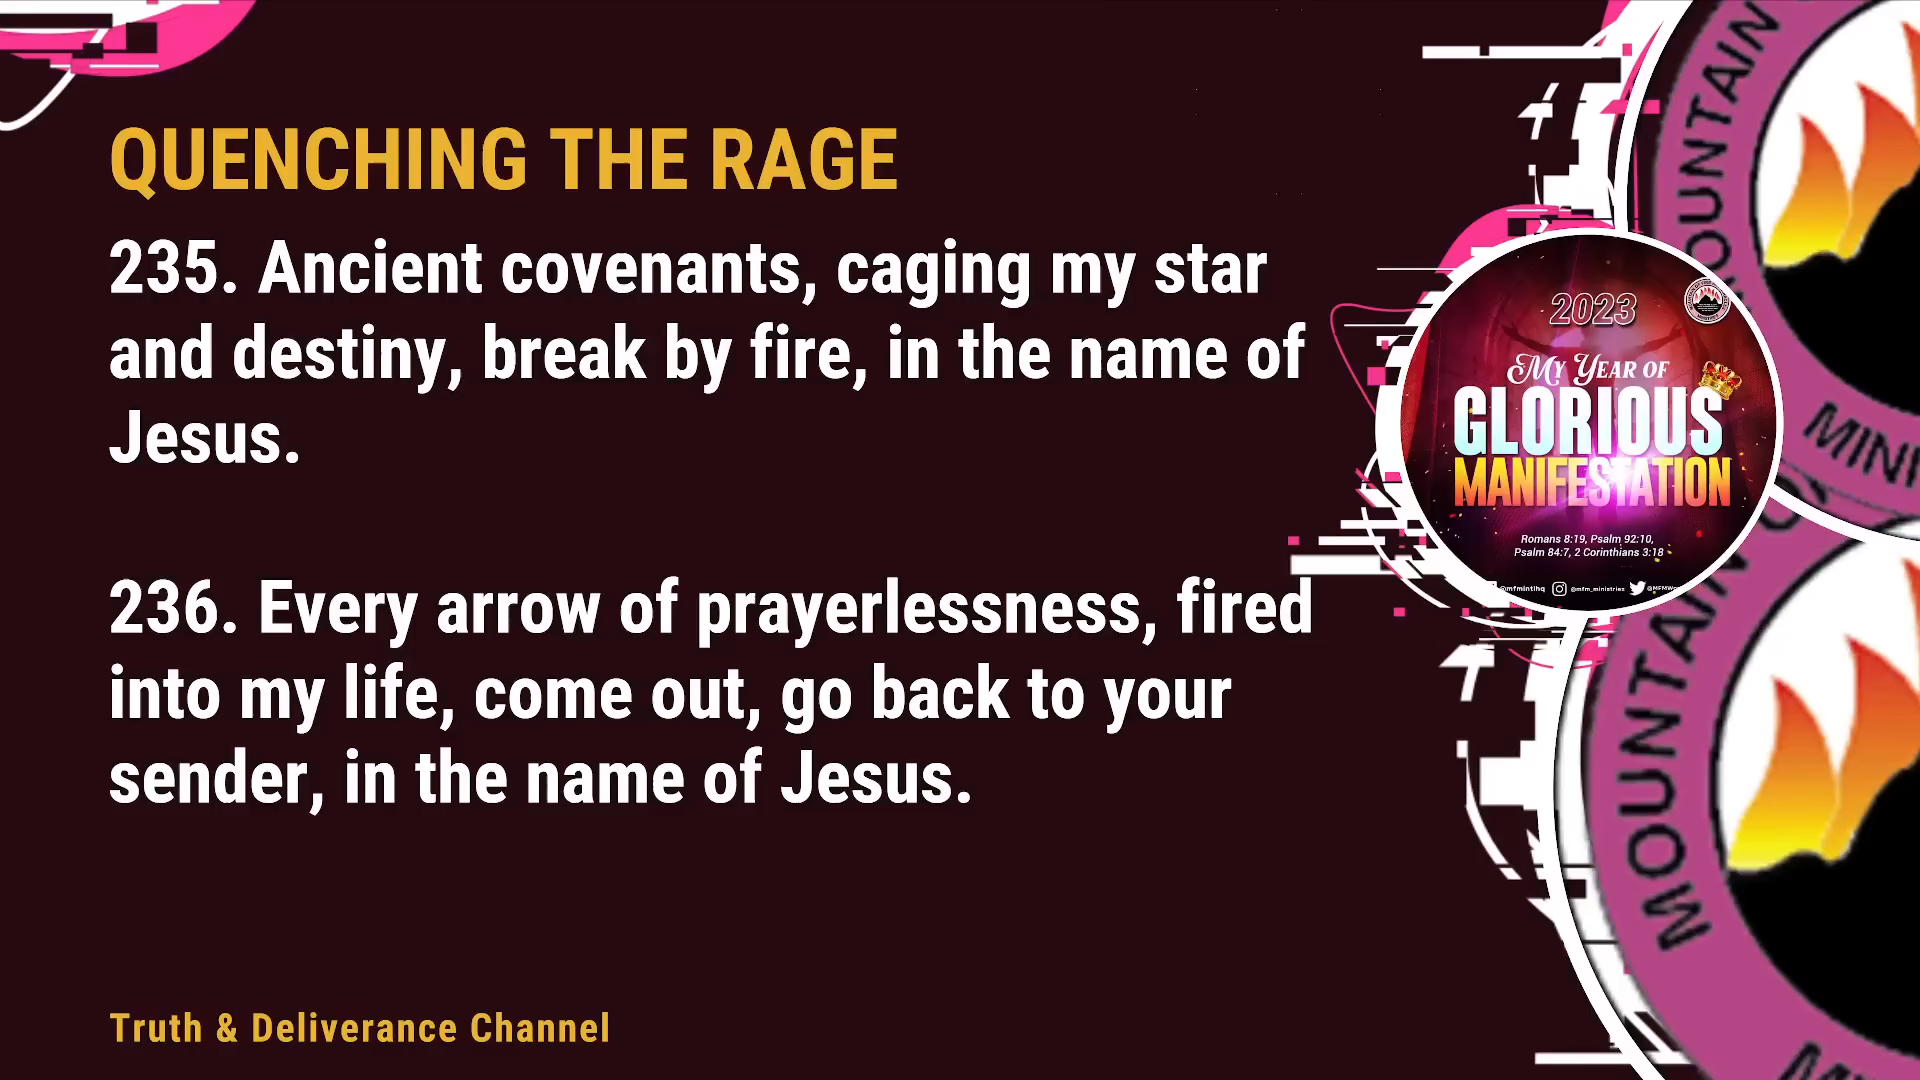 QUENCHING THE RAGE
235. Ancient covenants, caging my star
and destiny, break by fire, in the name of
Jesus.
236. Every arrow of prayerlessness, fired
into my life, come out, go back to your
sender, in the name of Jesus.
Truth & Deliverance Channel
2023
MY YEAR OF
GLORIOUS
MANIFESTATION
Romans 8:19, Psalm 92:10,
Psalm 84:7, 2 Corinthians 3:18
@mfmintlhq @mfm_ministries
MOUNTAIN
MOUNTAIN